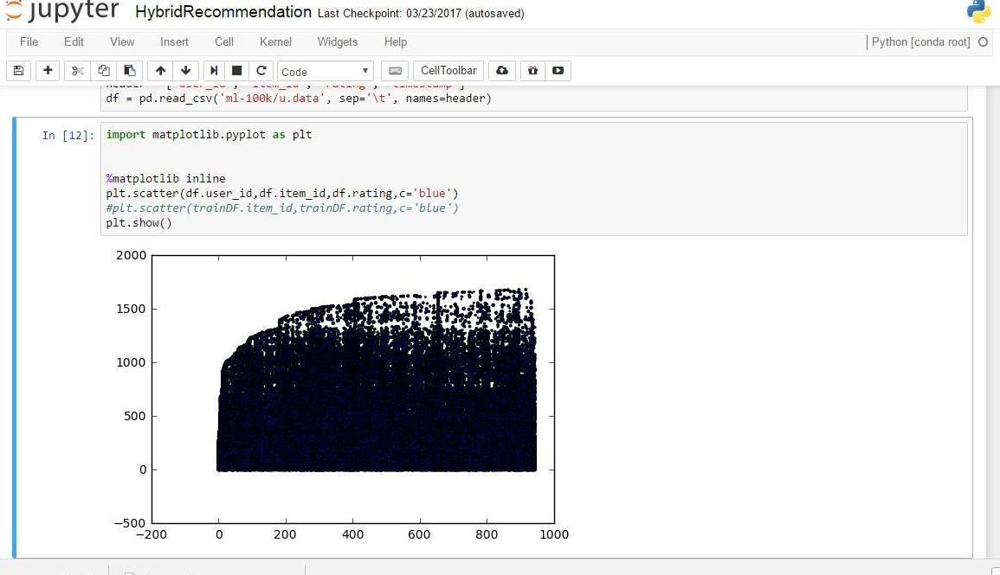 jupyter HybridRecommendation Last Checkpoint: 03/23/2017 (autosaved)
File Edit View Insert Cell Kernel Widgets Help Python [conda root]
Code CellToolbar
df = pd.read_csv('ml-100k/u.data', sep='\t', names=header)
In [12]: import matplotlib.pyplot as plt
%matplotlib inline
plt.scatter(df.user_id,df.item_id,df.rating,c='blue')
#plt.scatter(trainDF.item_id,trainDF.rating,c='blue')
plt.show()
2000
1500
1000
500
0
−500
−200 0 200 400 600 800 1000